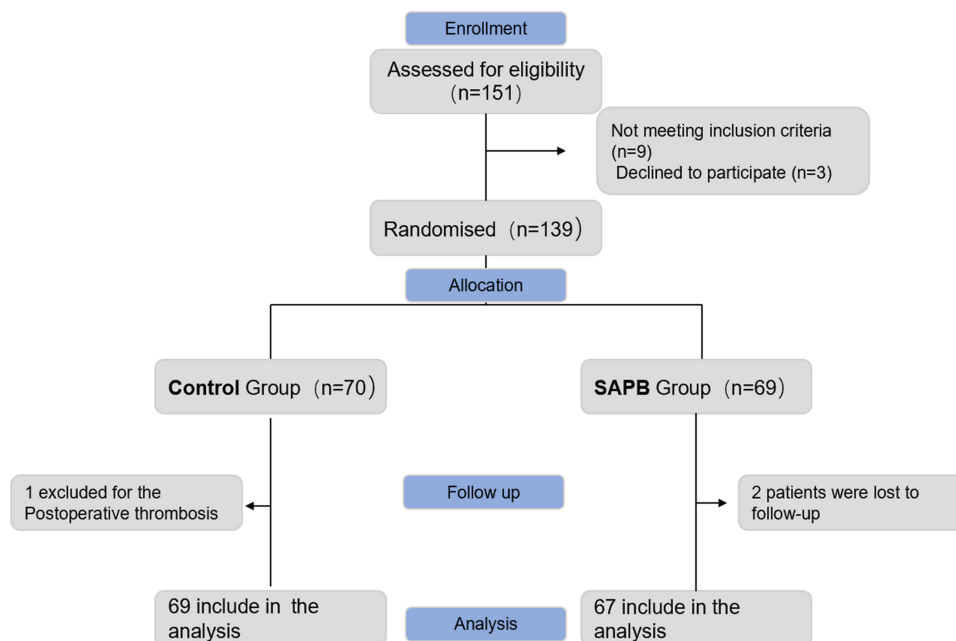 Enrollment
Assessed for eligibility
(n=151)
Not meeting inclusion criteria
(n=9)
Declined to participate (n=3)
Randomised (n=139)
Allocation
Control Group (n=70)
SAPB Group (n=69)
1 excluded for the
Postoperative thrombosis
Follow up
2 patients were lost to
follow-up
69 include in the
analysis
Analysis
67 include in the
analysis